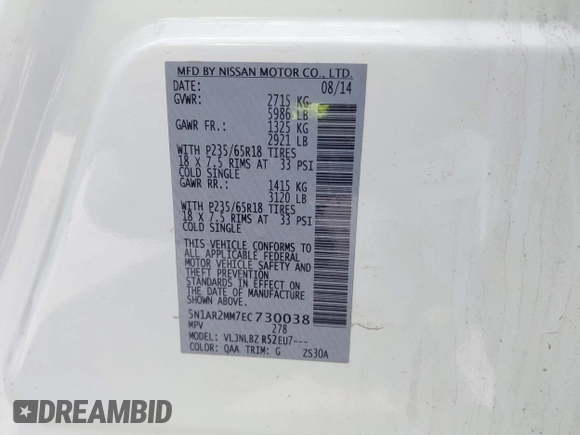 MFD BY NISSAN MOTOR CO., LTD.
DATE: 08/14
GVWR: 2715 KG
5986 LB
GAWR FR.: 1325 KG
2921 LB
WITH P235/65R18 TIRES
18 X 7.5 RIMS AT 33 PSI
COLD SINGLE
GAWR RR.: 1415 KG
3120 LB
WITH P235/65R18 TIRES
18 X 7.5 RIMS AT 33 PSI
COLD SINGLE
THIS VEHICLE CONFORMS TO
ALL APPLICABLE FEDERAL
MOTOR VEHICLE SAFETY AND
THEFT PREVENTION
STANDARDS IN EFFECT ON
THE DATE OF MANUFACTURE
SHOWN ABOVE.
5N1AR2MM7EC730038
MPV 278
MODEL: VLJNLBZ R52EU7---
COLOR: QAA TRIM: G ZS30A
DREAMBID